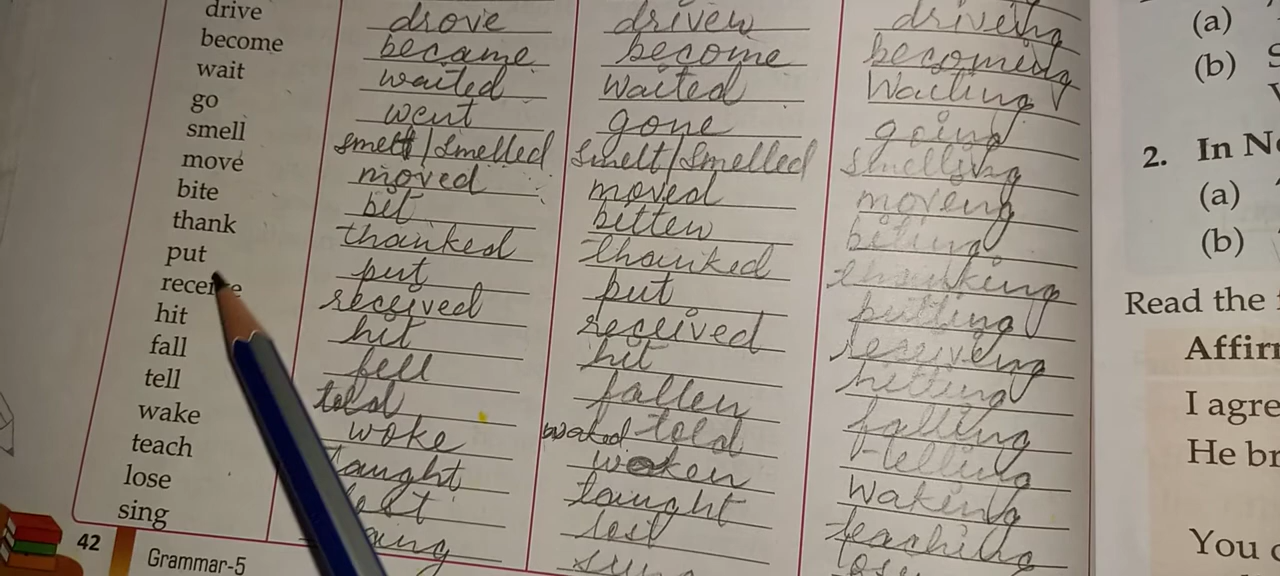 drive drove driven driving
become became become becoming
wait waited waited Waiting
go went gone going
smell smelt/smelled smelt/smelled smelling
move moved moved moving
bite bit bitten biting
thank thanked thanked thanking
put put put putting
receive received received receiving
hit hit hit hitting
fall fell fallen falling
tell told told telling
wake woke woken Waking
teach taught taught teaching
lose lost lost
sing sung
42 Grammar-5
(a)
(b)
2. In
(a)
(b)
Read the
I
He
You